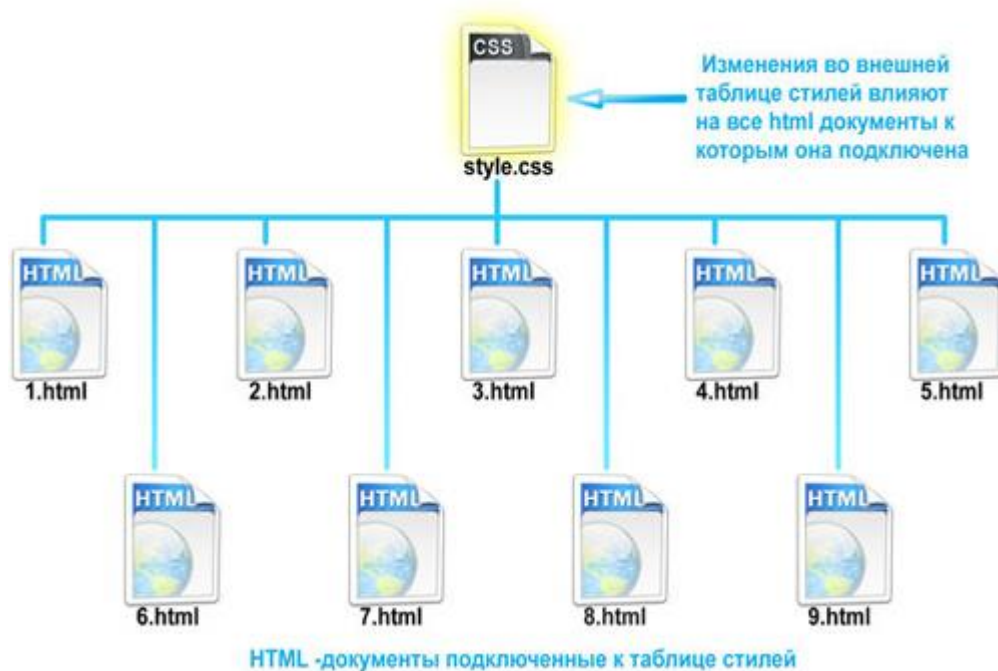 CSS
style.css
Изменения во внешней
таблице стилей влияют
на все html документы к
которым она подключена
HTML
HTML
HTML
HTML
HTML
1.html
2.html
3.html
4.html
5.html
HTML
HTML
HTML
HTML
6.html
7.html
8.html
9.html
HTML -документы подключенные к таблице стилей